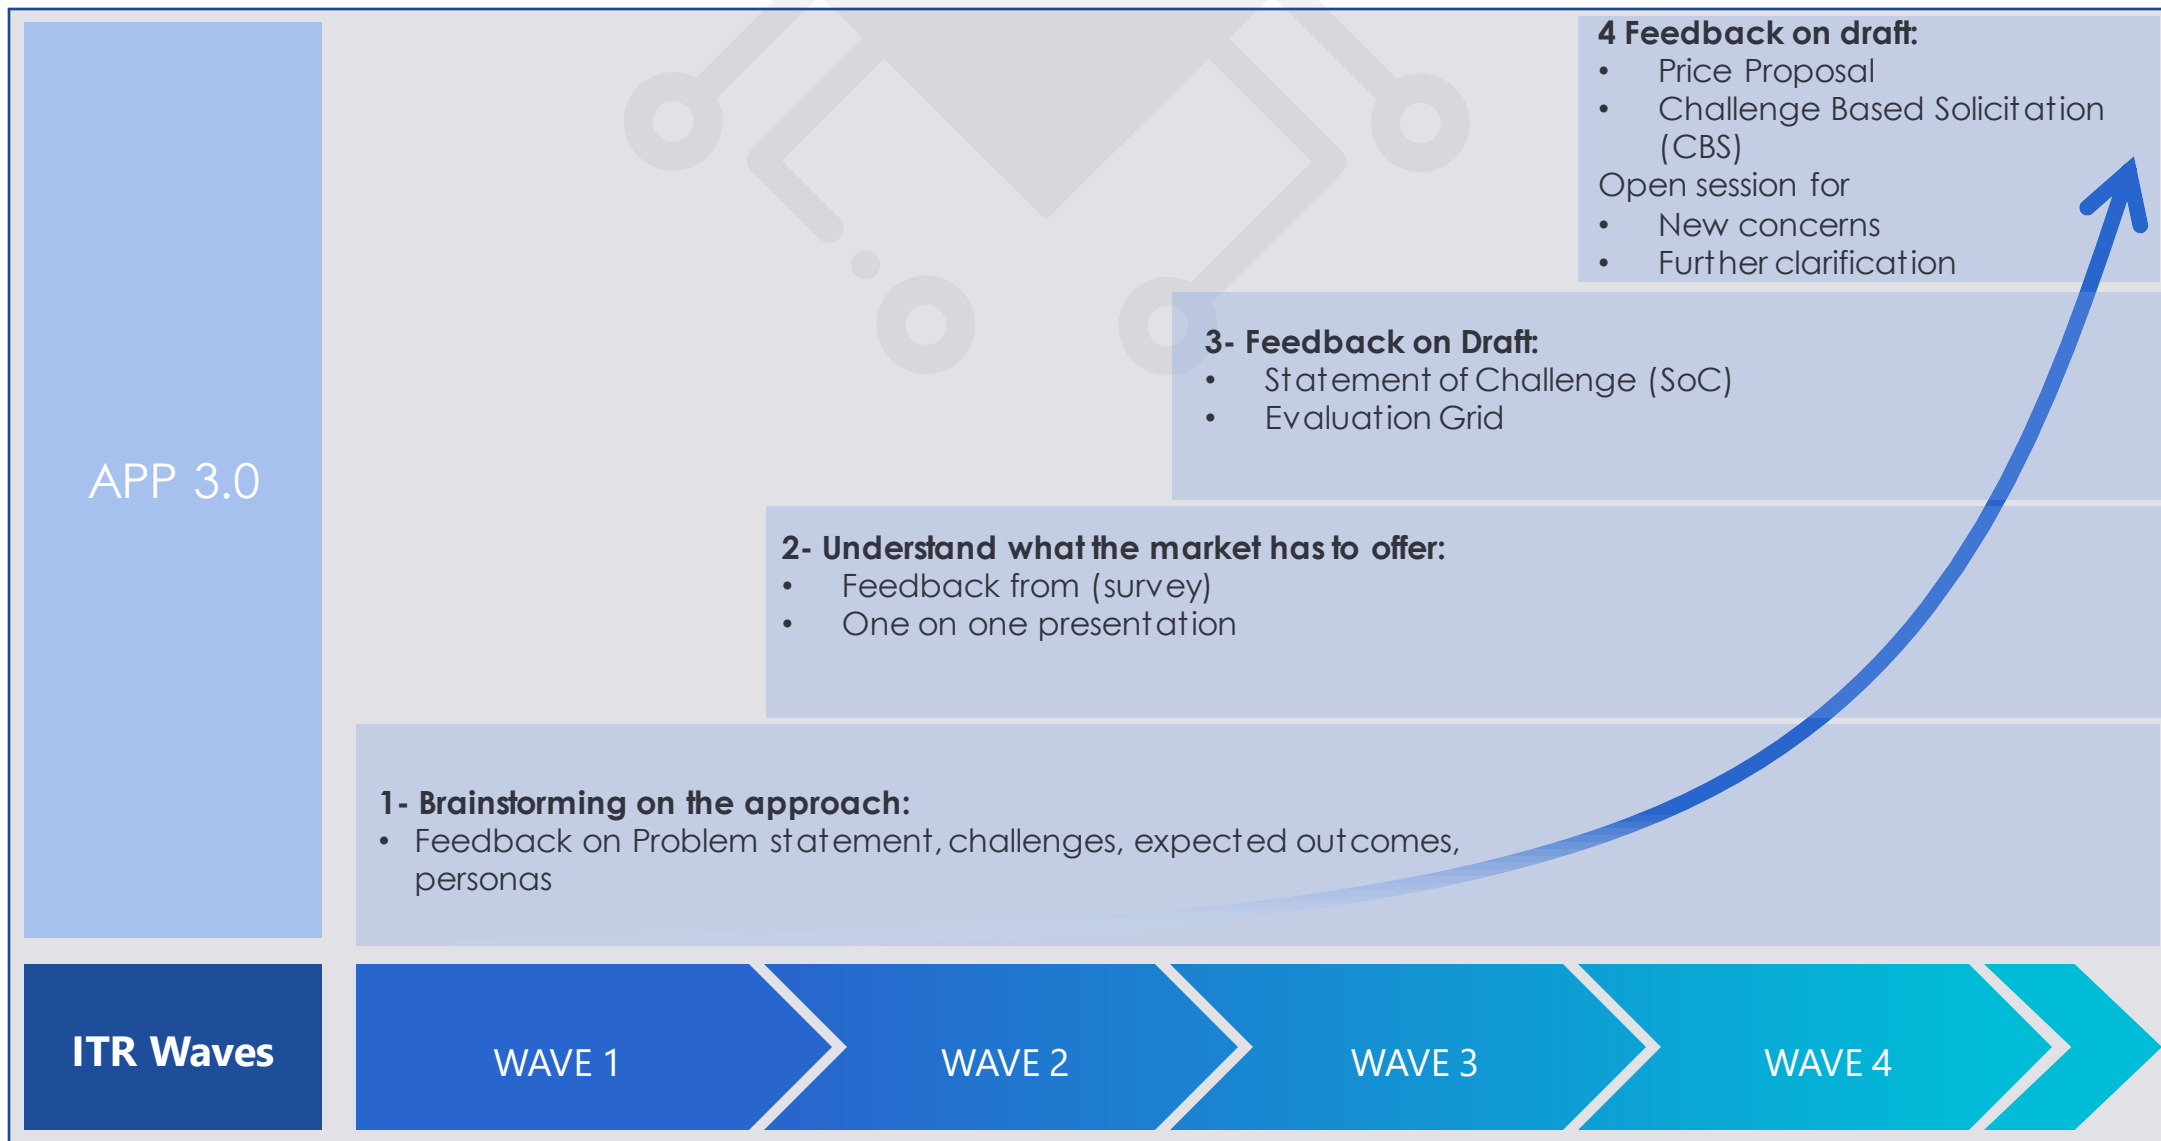 4 Feedback on draft:
• Price Proposal
• Challenge Based Solicitation
(CBS)
Open session for
• New concerns
• Further clarification
3- Feedback on Draft:
• Statement of Challenge (SoC)
• Evaluation Grid
APP 3.0
2- Understand what the market has to offer:
• Feedback from (survey)
• One on one presentation
1- Brainstorming on the approach:
• Feedback on Problem statement, challenges, expected outcomes,
personas
ITR Waves
WAVE 1
WAVE 2
WAVE 3
WAVE 4